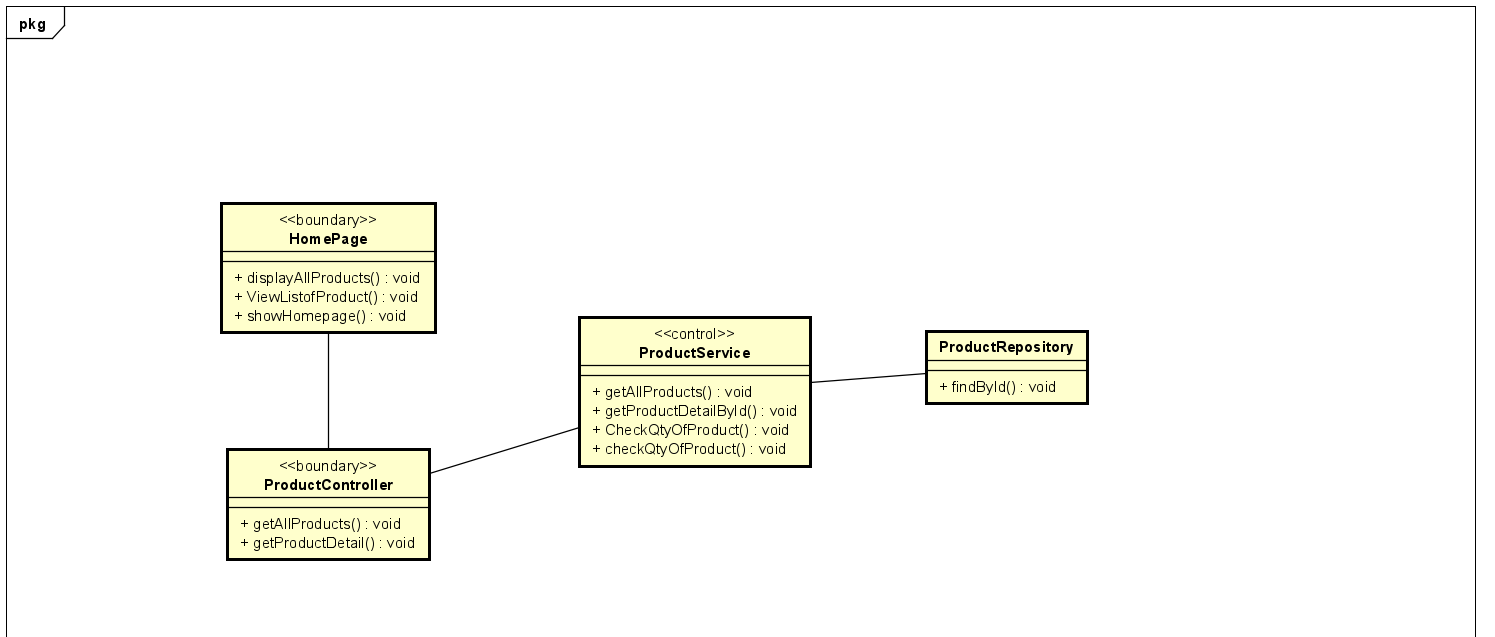 pkg
<<boundary>>
HomePage
+ displayAllProducts() : void
+ ViewListofProduct() : void
+ showHomepage() : void
<<control>>
ProductService
+ getAllProducts() : void
+ getProductDetailById() : void
+ CheckQtyOfProduct() : void
+ checkQtyOfProduct() : void
ProductRepository
+ findById() : void
<<boundary>>
ProductController
+ getAllProducts() : void
+ getProductDetail() : void